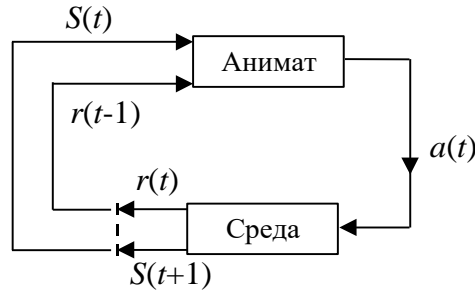 S(t)
Анимат
r(t-1)
a(t)
r(t)
Среда
S(t+1)